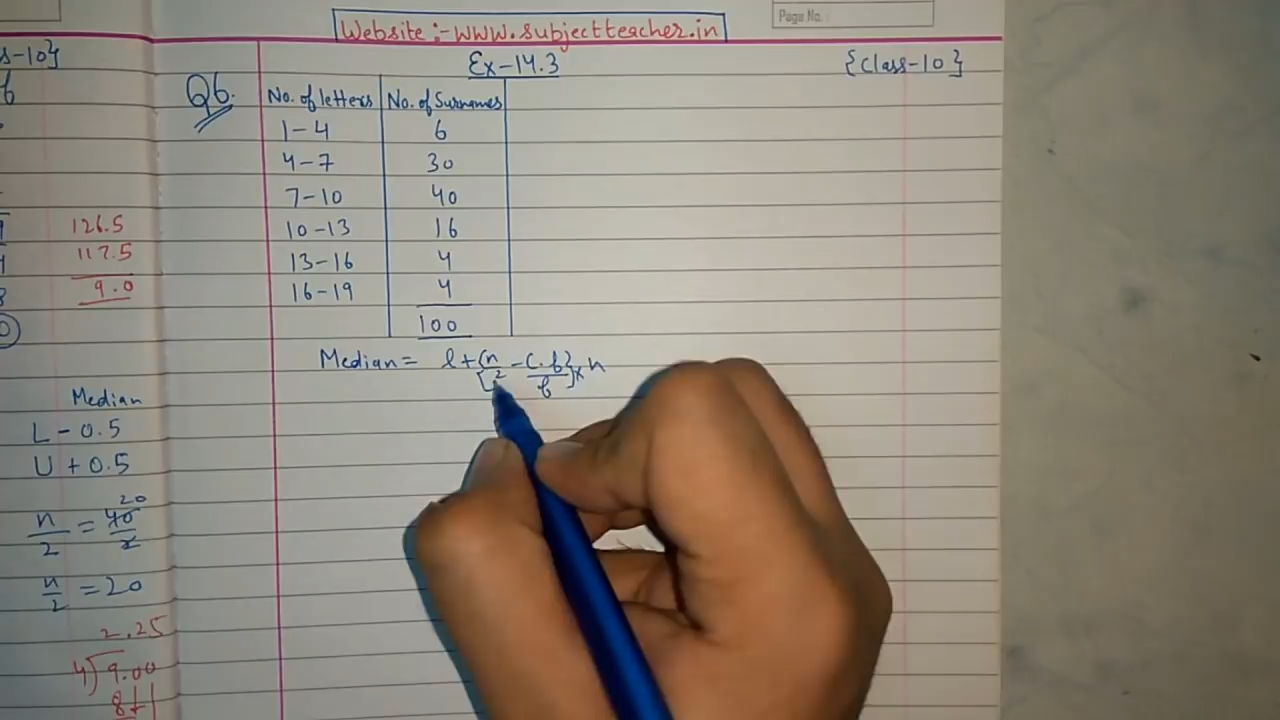 Page No.
Website :- www.subjectteacher.in
s-10}
Ex-14.3
{Class-10}
Q6.
No. of letters No. of Surnames
1-4 6
4-7 30
7-10 40
10-13 16
13-16 4
16-19 4
100
Median = l + [n/2 - c.f / f] x h
126.5
117.5
9.0
Median
L - 0.5
U + 0.5
20
n/2 = 40/2
n/2 = 20
2.25
4)9.00
8